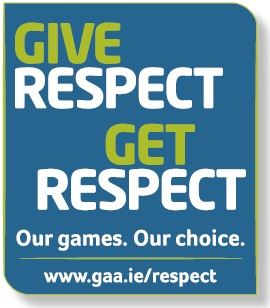 GIVE
RESPECT
GET
RESPECT
Our games. Our choice.
www.gaa.ie/respect